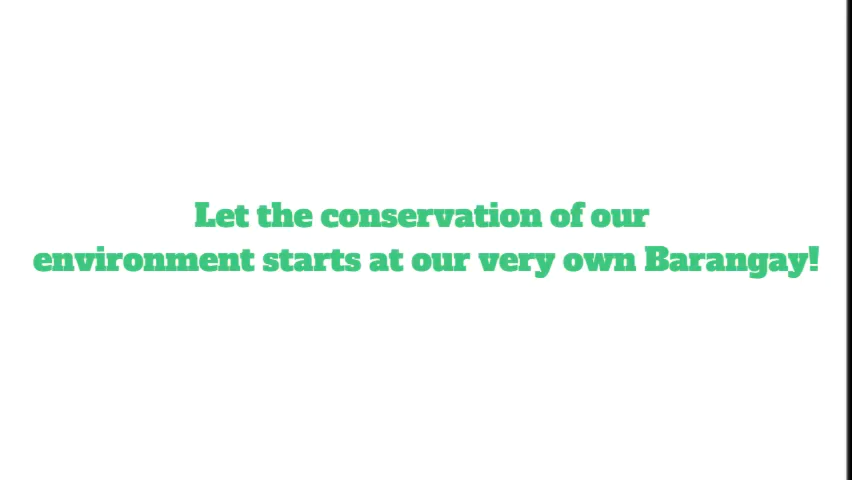 Let the conservation of our
environment starts at our very own Barangay!